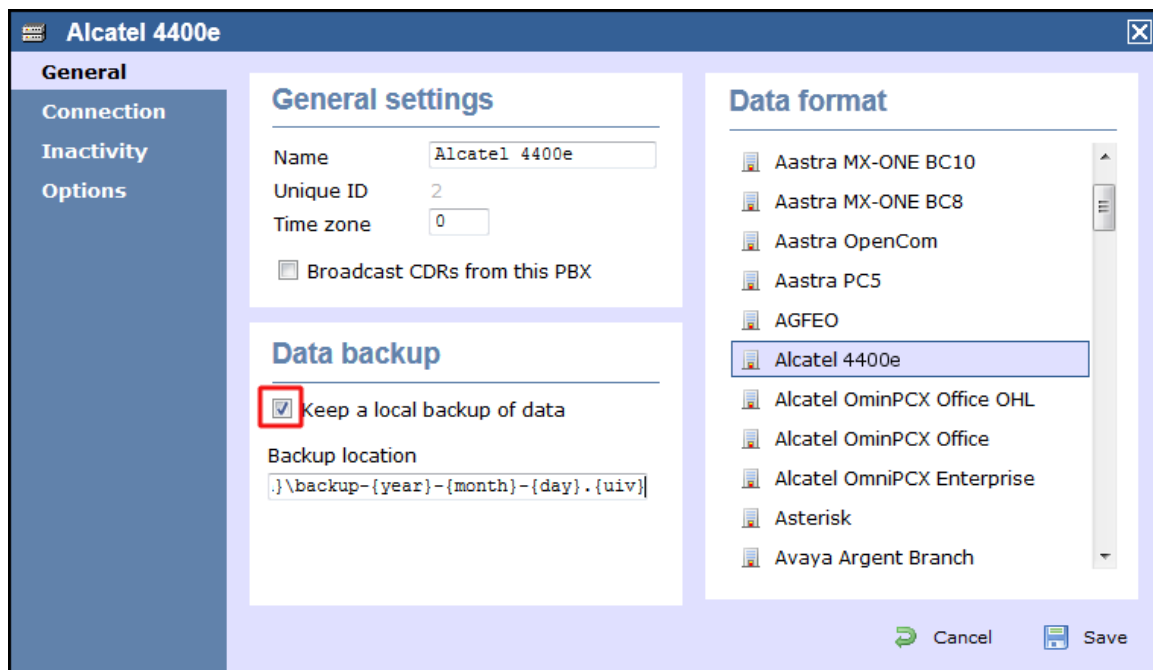 Alcatel 4400e
General
Connection
Inactivity
Options
General settings
Name
Alcatel 4400e
Unique ID
2
Time zone
0
Broadcast CDRs from this PBX
Data backup
Keep a local backup of data
Backup location
.}\backup-{year}-{month}-{day}.{uiv}
Data format
Aastra MX-ONE BC10
Aastra MX-ONE BC8
Aastra OpenCom
Aastra PC5
AGFEO
Alcatel 4400e
Alcatel OminPCX Office OHL
Alcatel OminPCX Office
Alcatel OmniPCX Enterprise
Asterisk
Avaya Argent Branch
Cancel
Save